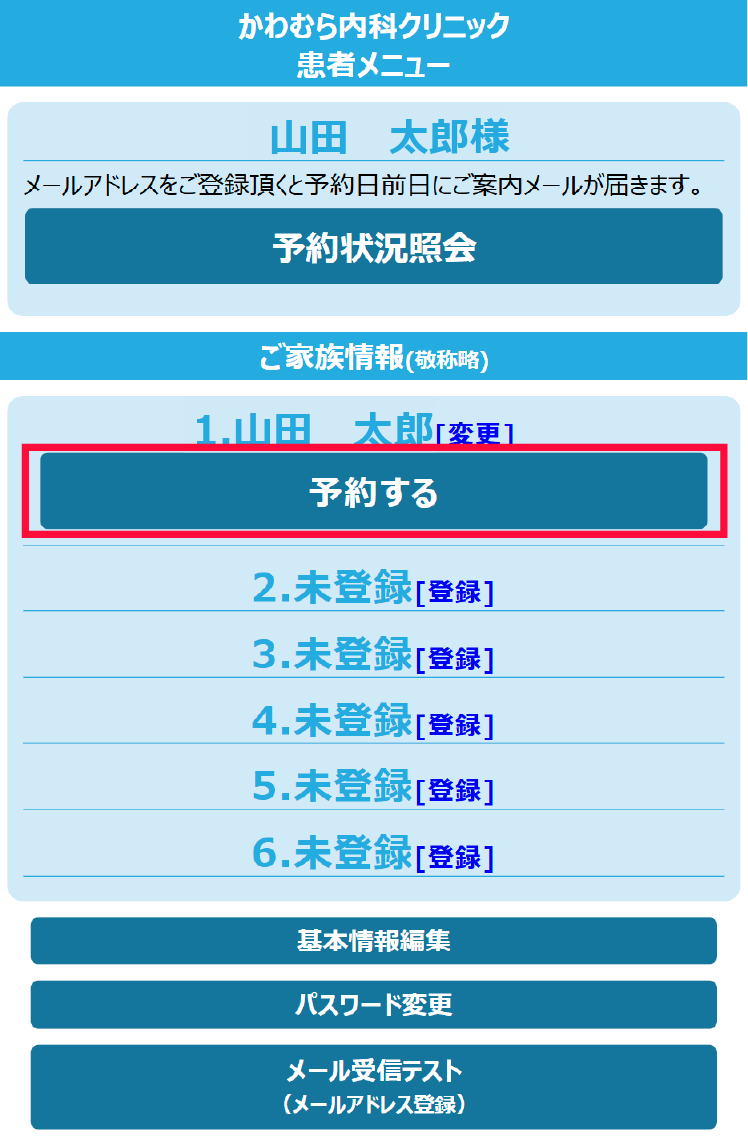 かわむら内科クリニック
患者メニュー
山田　太郎様
メールアドレスをご登録頂くと予約日前日にご案内メールが届きます。
予約状況照会
ご家族情報(敬称略)
1.山田　太郎[変更]
予約する
2.未登録[登録]
3.未登録[登録]
4.未登録[登録]
5.未登録[登録]
6.未登録[登録]
基本情報編集
パスワード変更
メール受信テスト
（メールアドレス登録）